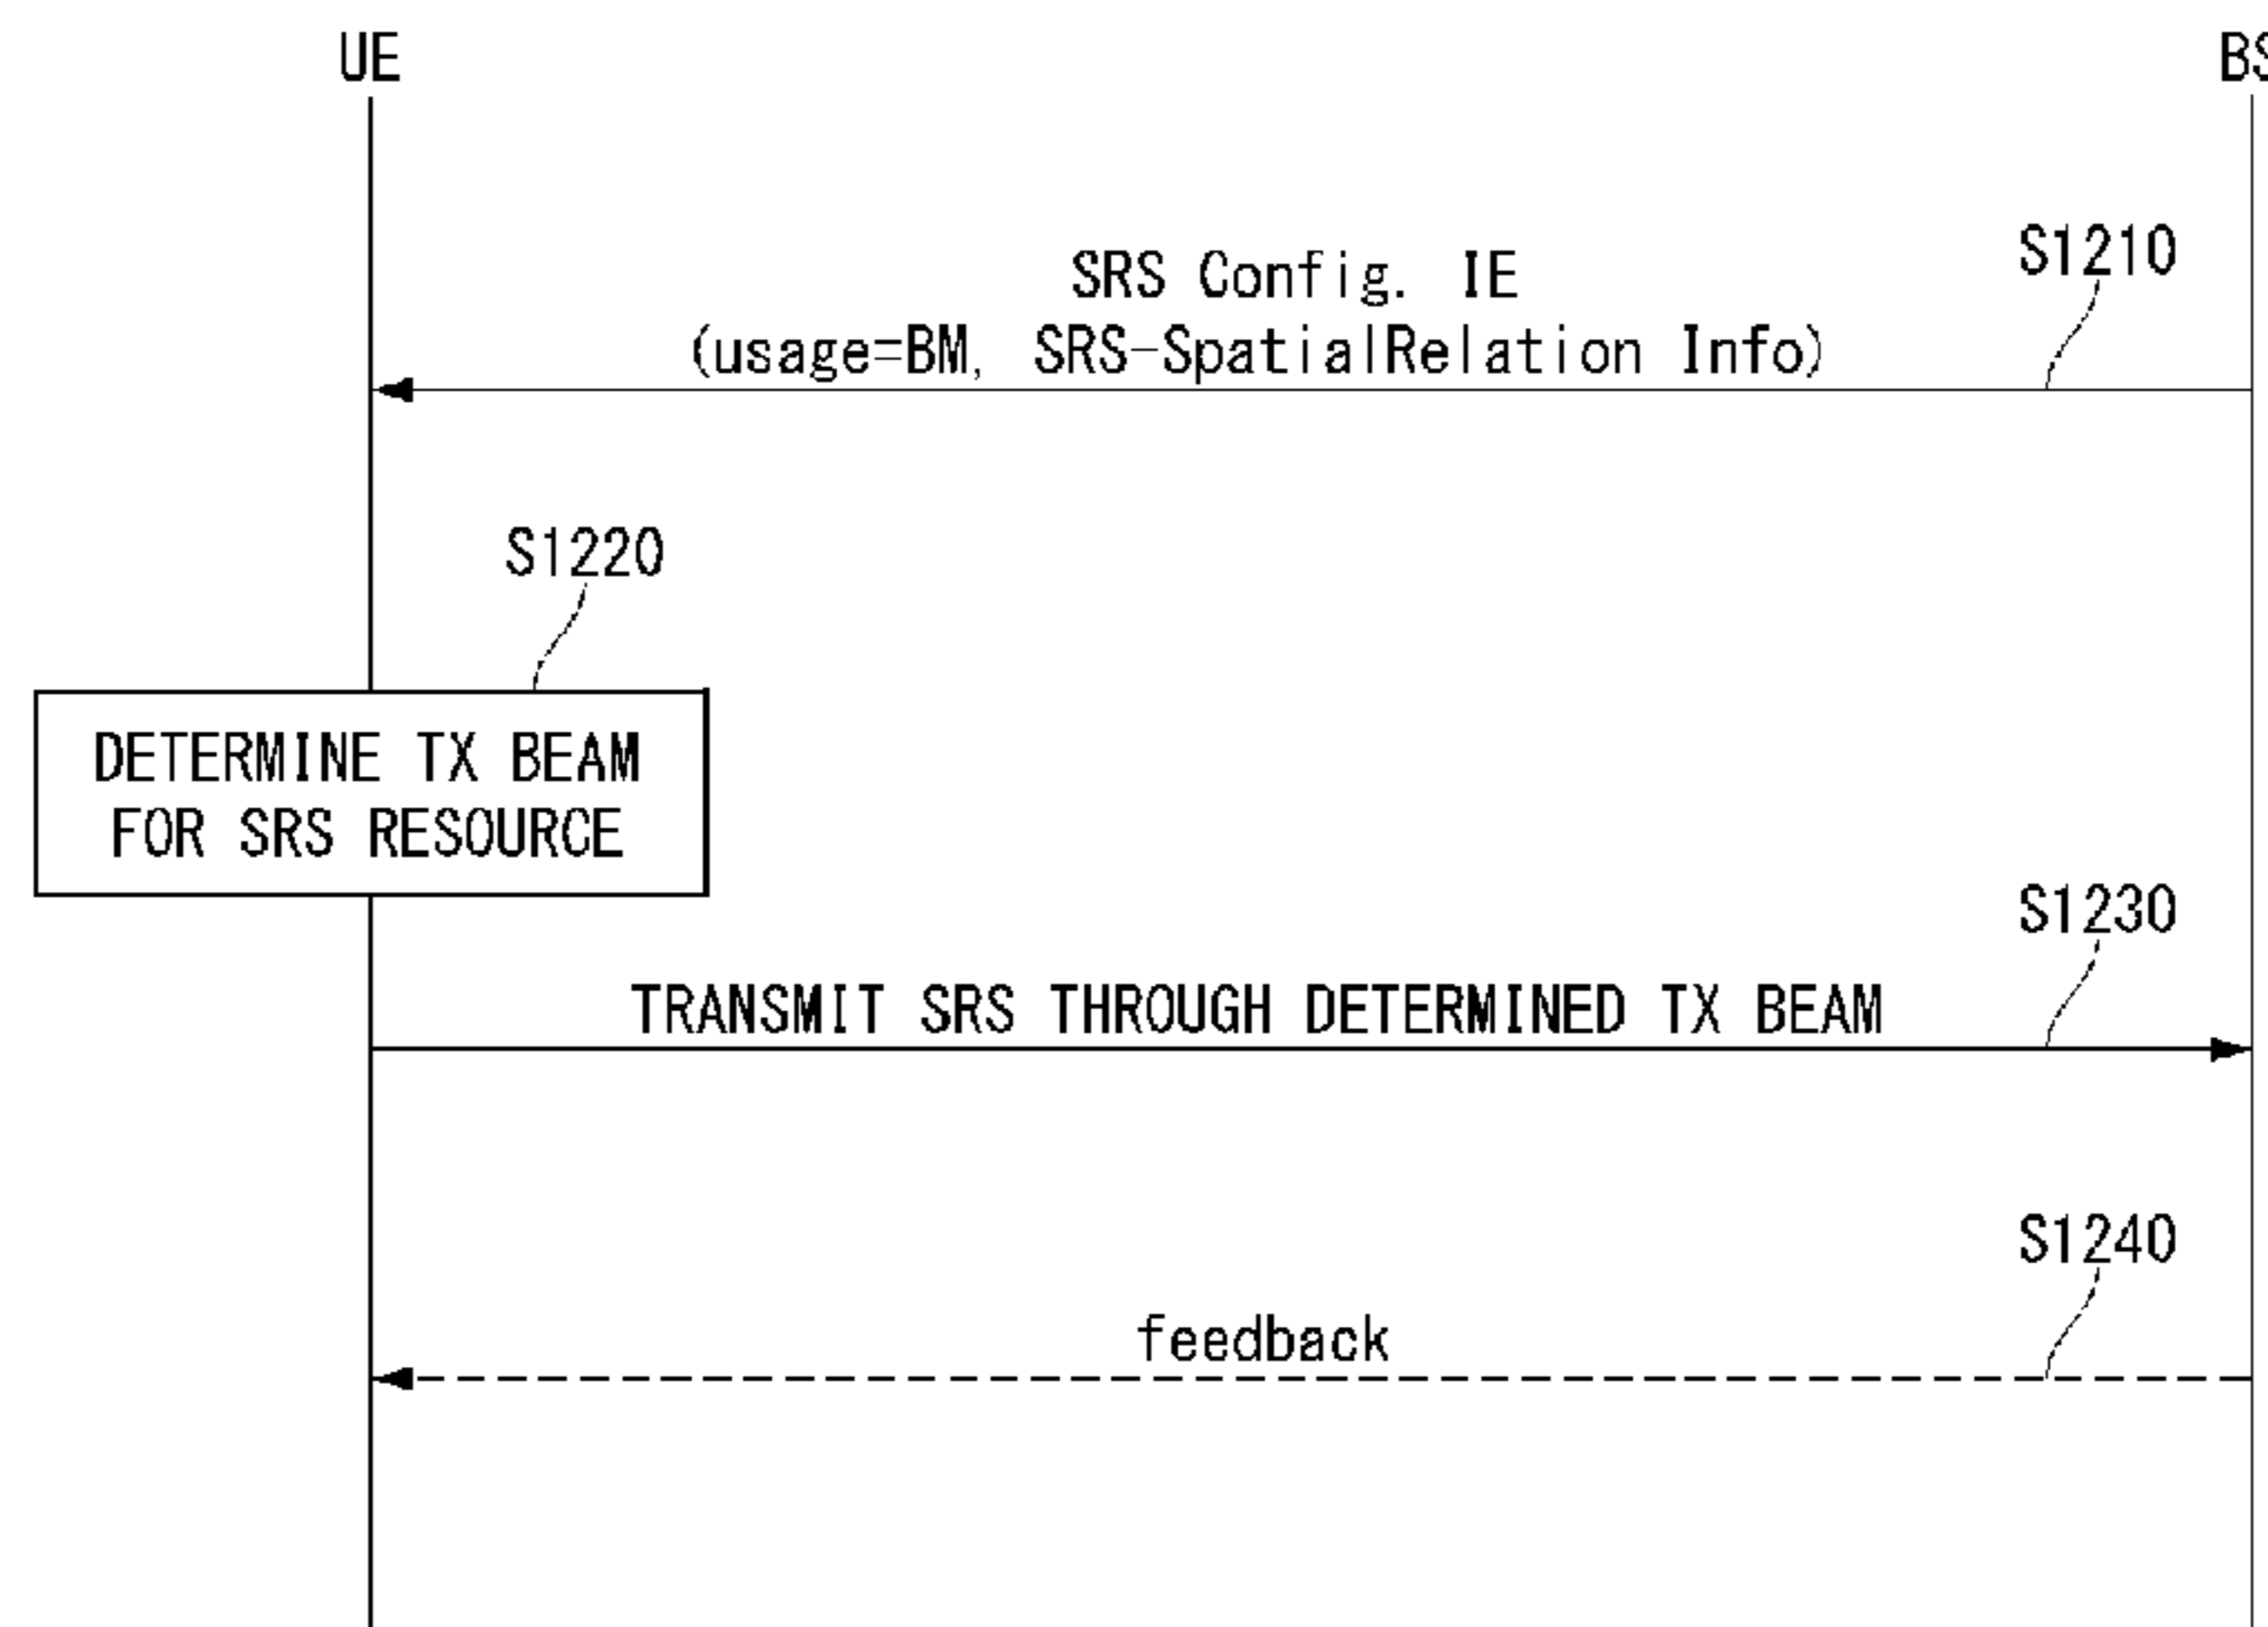 UE
BS
S1210
SRS Config. IE
(usage=BM, SRS-SpatialRelation Info)
S1220
DETERMINE TX BEAM
FOR SRS RESOURCE
S1230
TRANSMIT SRS THROUGH DETERMINED TX BEAM
S1240
feedback